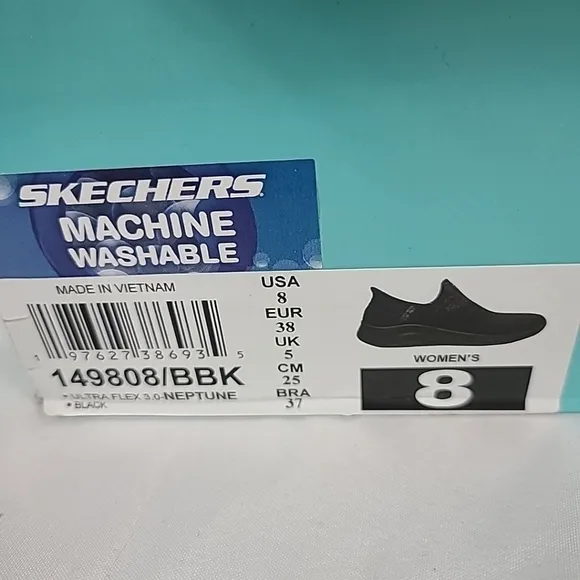 SKECHERS
MACHINE
WASHABLE
MADE IN VIETNAM
1 97627 38693 5
149808/BBK
• ULTRA FLEX 3.0-NEPTUNE
• BLACK
USA
8
EUR
38
UK
5
CM
25
BRA
37
WOMEN'S
8